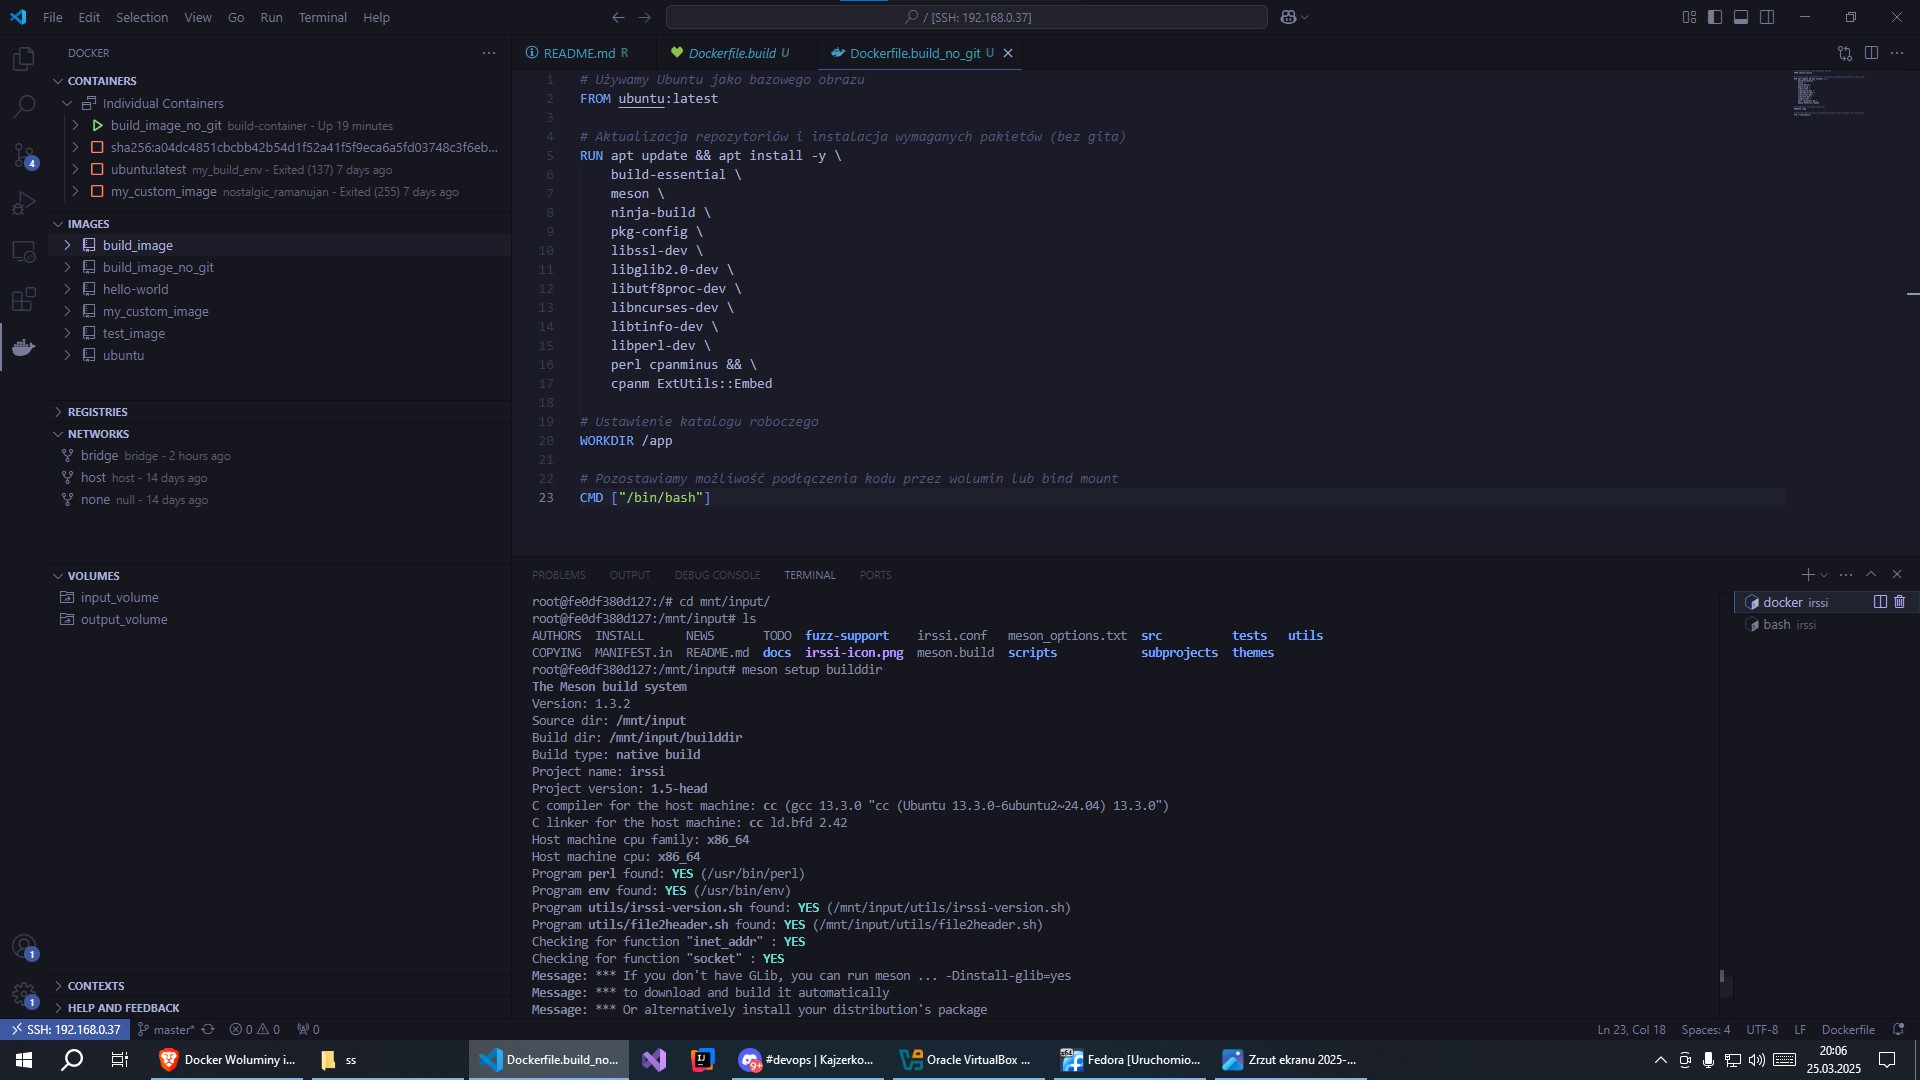 File Edit Selection View Go Run Terminal Help
/ [SSH: 192.168.0.37]
DOCKER
CONTAINERS
Individual Containers
build_image_no_git build-container - Up 19 minutes
sha256:a04dc4851cbcbb42b54d1f52a41f5f9eca6a5fd03748c3f6eb...
ubuntu:latest my_build_env - Exited (137) 7 days ago
my_custom_image nostalgic_ramanujan - Exited (255) 7 days ago
4
IMAGES
build_image
build_image_no_git
hello-world
my_custom_image
test_image
ubuntu
REGISTRIES
NETWORKS
bridge bridge - 2 hours ago
host host - 14 days ago
none null - 14 days ago
VOLUMES
input_volume
output_volume
CONTEXTS
HELP AND FEEDBACK
1
1
README.md R Dockerfile.build U Dockerfile.build_no_git U
1 # Używamy Ubuntu jako bazowego obrazu
2 FROM ubuntu:latest
3
4 # Aktualizacja repozytoriów i instalacja wymaganych pakietów (bez gita)
5 RUN apt update && apt install -y \
6 build-essential \
7 meson \
8 ninja-build \
9 pkg-config \
10 libssl-dev \
11 libglib2.0-dev \
12 libutf8proc-dev \
13 libncurses-dev \
14 libtinfo-dev \
15 libperl-dev \
16 perl cpanminus && \
17 cpanm ExtUtils::Embed
18
19 # Ustawienie katalogu roboczego
20 WORKDIR /app
21
22 # Pozostawiamy możliwość podłączenia kodu przez wolumin lub bind mount
23 CMD ["/bin/bash"]
PROBLEMS OUTPUT DEBUG CONSOLE TERMINAL PORTS
docker irssi
bash irssi
root@fe0df380d127:/# cd mnt/input/
root@fe0df380d127:/mnt/input# ls
AUTHORS INSTALL NEWS TODO fuzz-support irssi.conf meson_options.txt src tests utils
COPYING MANIFEST.in README.md docs irssi-icon.png meson.build scripts subprojects themes
root@fe0df380d127:/mnt/input# meson setup builddir
The Meson build system
Version: 1.3.2
Source dir: /mnt/input
Build dir: /mnt/input/builddir
Build type: native build
Project name: irssi
Project version: 1.5-head
C compiler for the host machine: cc (gcc 13.3.0 "cc (Ubuntu 13.3.0-6ubuntu2~24.04) 13.3.0")
C linker for the host machine: cc ld.bfd 2.42
Host machine cpu family: x86_64
Host machine cpu: x86_64
Program perl found: YES (/usr/bin/perl)
Program env found: YES (/usr/bin/env)
Program utils/irssi-version.sh found: YES (/mnt/input/utils/irssi-version.sh)
Program utils/file2header.sh found: YES (/mnt/input/utils/file2header.sh)
Checking for function "inet_addr" : YES
Checking for function "socket" : YES
Message: *** If you don't have GLib, you can run meson ... -Dinstall-glib=yes
Message: *** to download and build it automatically
Message: *** Or alternatively install your distribution's package
SSH: 192.168.0.37 master* 0 0 0 Ln 23, Col 18 Spaces: 4 UTF-8 LF Dockerfile
Docker Woluminy i... ss Dockerfile.build_no... #devops | Kajzerko... Oracle VirtualBox ... Fedora [Uruchomio... Zrzut ekranu 2025-...
20:06
25.03.2025